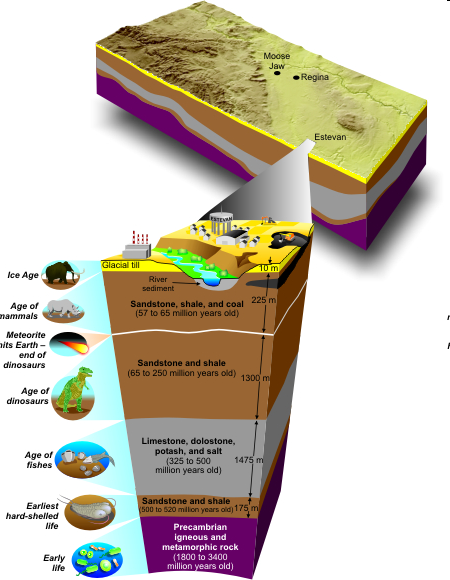 Moose
Jaw
Regina
Estevan
ESTEVAN
Glacial till
10 m
River
sediment
225 m
Ice Age
Sandstone, shale, and coal
(57 to 65 million years old)
Age of
mammals
Meteorite
hits Earth –
end of
dinosaurs
Sandstone and shale
(65 to 250 million years old)
1300 m
Age of
dinosaurs
Limestone, dolostone,
potash, and salt
(325 to 500
million years old)
1475 m
Age of
fishes
Sandstone and shale
(500 to 520 million years old)
175 m
Earliest
hard-shelled
life
Precambrian
igneous and
metamorphic rock
(1800 to 3400
million years old)
Early
life